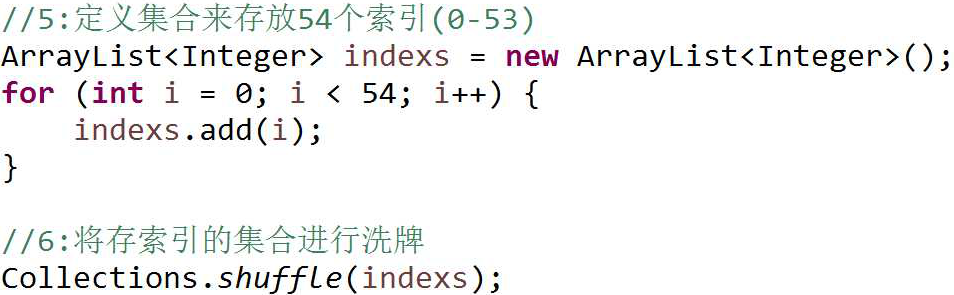 //5:定义集合来存放54个索引(0-53)
ArrayList<Integer> indexs = new ArrayList<Integer>();
for (int i = 0; i < 54; i++) {
    indexs.add(i);
}

//6:将存索引的集合进行洗牌
Collections.shuffle(indexs);